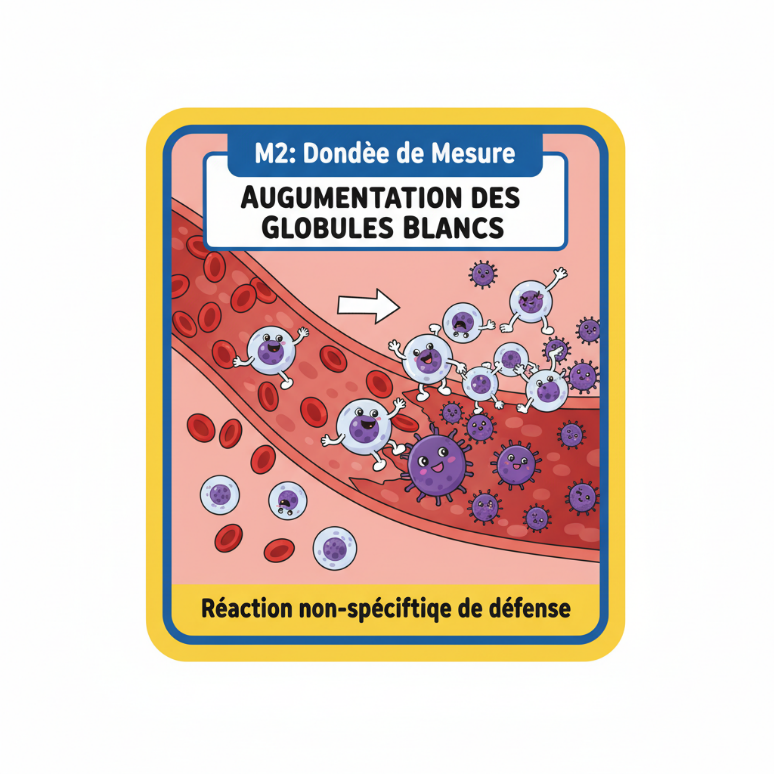 M2: Dondèe de Mesure
AUGUMENTATION DES
GLOBULES BLANCS
Réaction non-spéciftiqe de défense